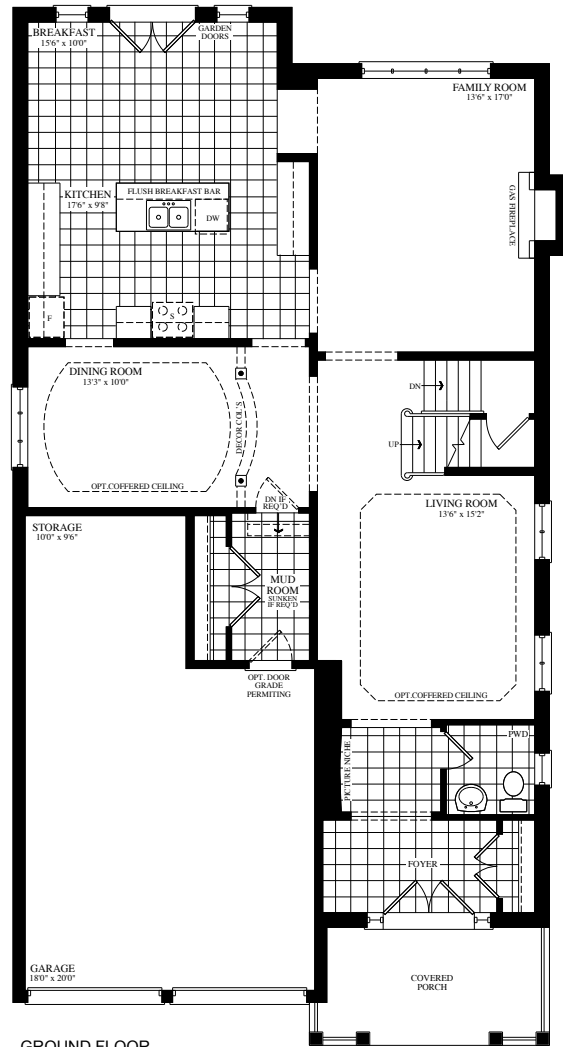 BREAKFAST
15'6" x 10'0"
GARDEN
DOORS
FAMILY ROOM
13'6" x 17'0"
KITCHEN
17'6" x 9'8"
FLUSH BREAKFAST BAR
DW
GAS FIREPLACE
F
S
DINING ROOM
13'3" x 10'0"
DECOR COL'S
DN
UP
OPT.COFFERED CEILING
DN IF
REQ'D
LIVING ROOM
13'6" x 15'2"
STORAGE
10'0" x 9'6"
MUD
ROOM
SUNKEN
IF REQ'D
OPT. DOOR
GRADE
PERMITING
OPT.COFFERED CEILING
PICTURE NICHE
PWD
FOYER
GARAGE
18'0" x 20'0"
COVERED
PORCH
GROUND FLOOR